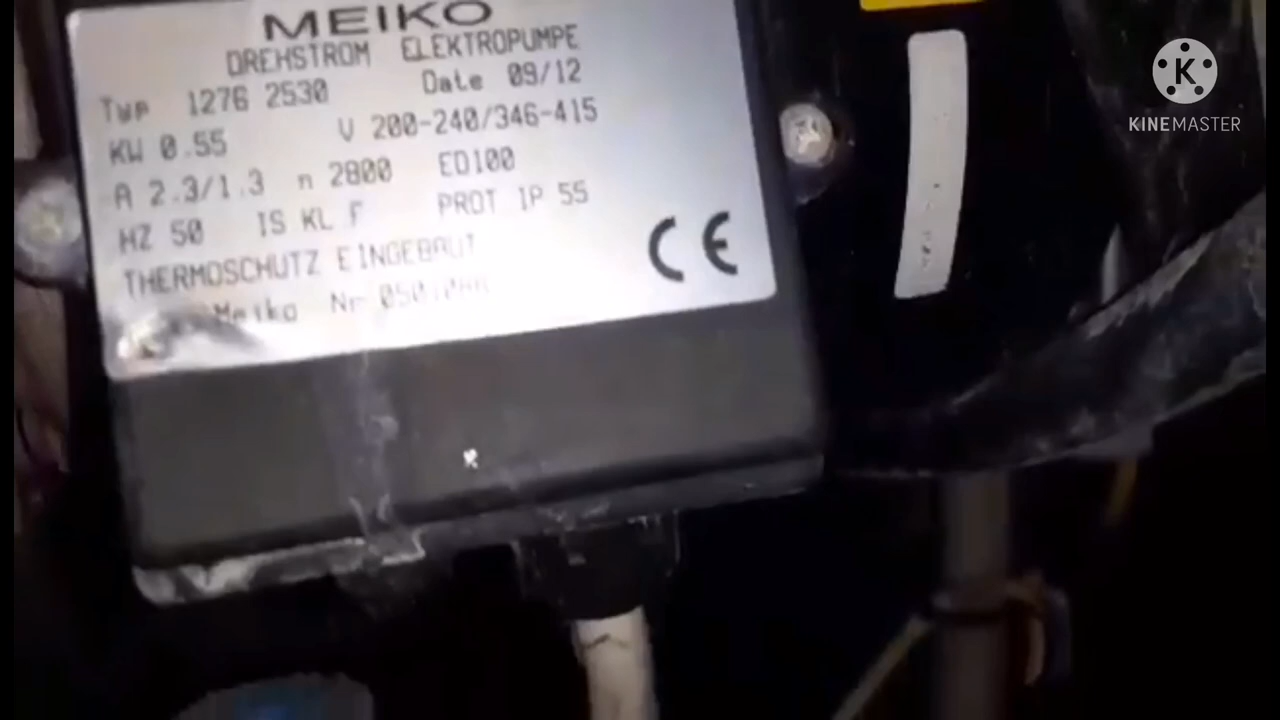 MEIKO
DREHSTROM ELEKTROPUMPE
Typ 1276 2530 Date 09/12
KW 0.55 V 200-240/346-415
A 2.3/1.3 n 2800 ED100
HZ 50 IS KL F PROT IP 55
THERMOSCHUTZ EINGEBAUT
Meiko Nr
CE
K
KINEMASTER